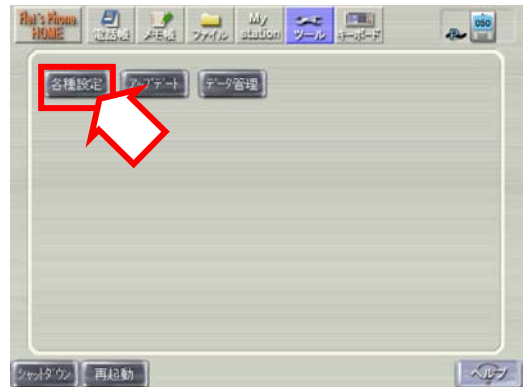 Flet's Phone
HOME
電話帳
メモ帳
ファイル
My
station
ツール
キーボード
050
各種設定
アップデート
データ管理
シャットダウン
再起動
ヘルプ